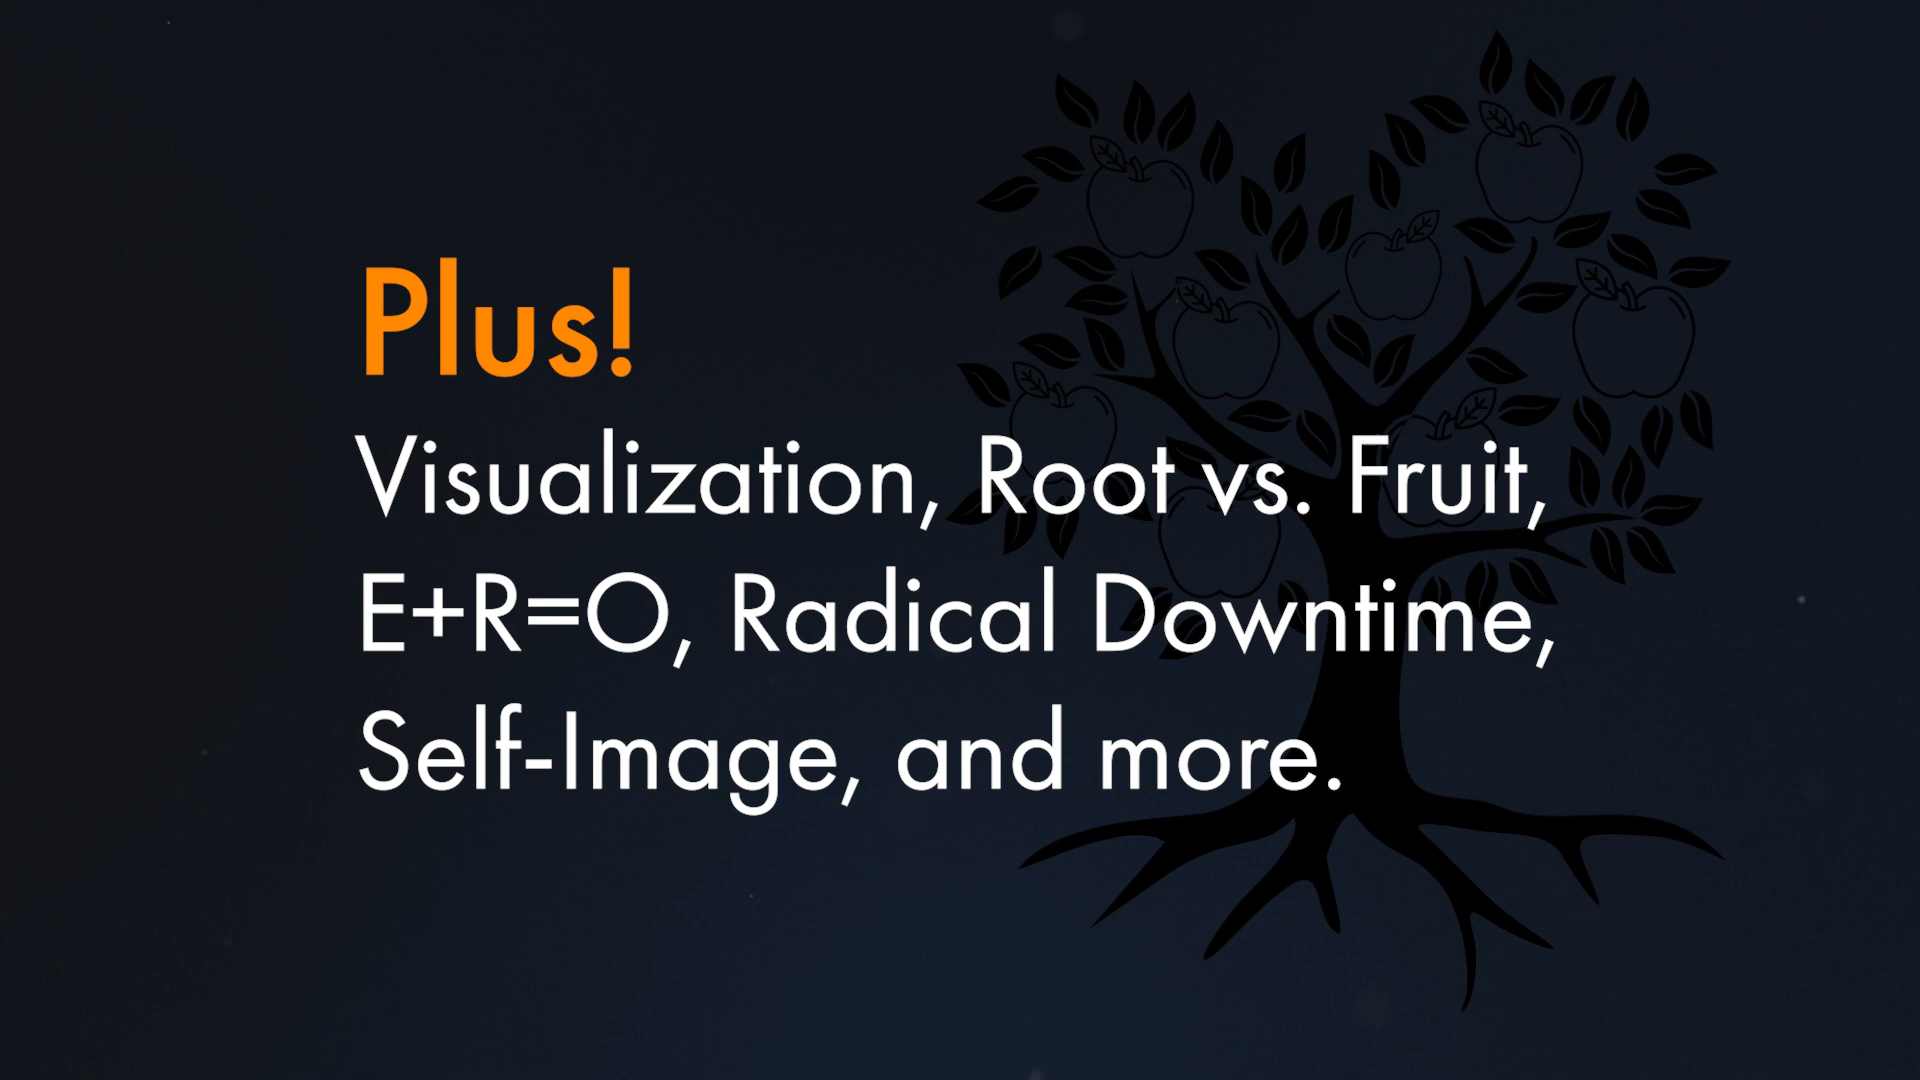 Plus!
Visualization, Root vs. Fruit,
E+R=O, Radical Downtime,
Self-Image, and more.